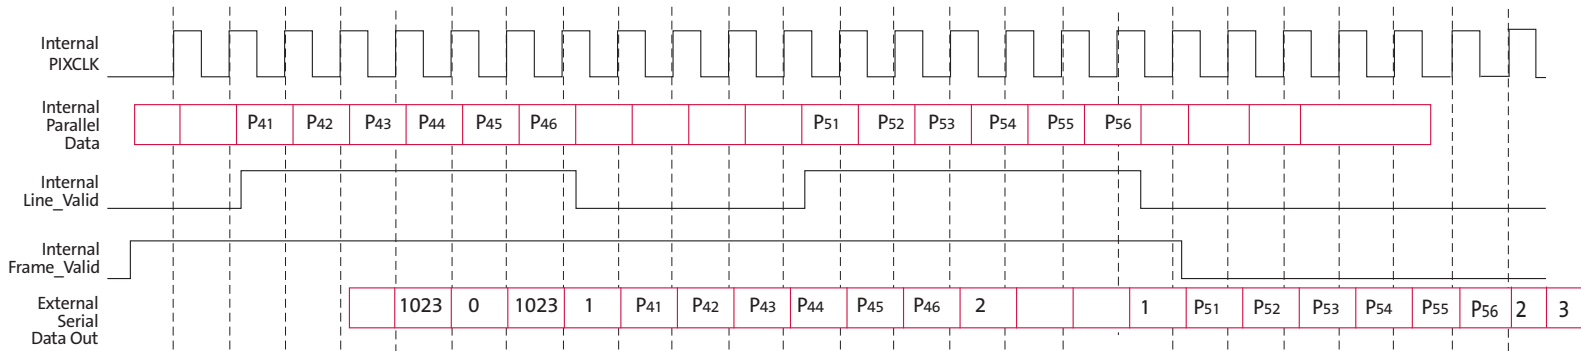 Internal
PIXCLK
Internal
Parallel
Data
P41 P42 P43 P44 P45 P46 P51 P52 P53 P54 P55 P56
Internal
Line_Valid
Internal
Frame_Valid
External
Serial
Data Out
1023 0 1023 1 P41 P42 P43 P44 P45 P46 2 1 P51 P52 P53 P54 P55 P56 2 3